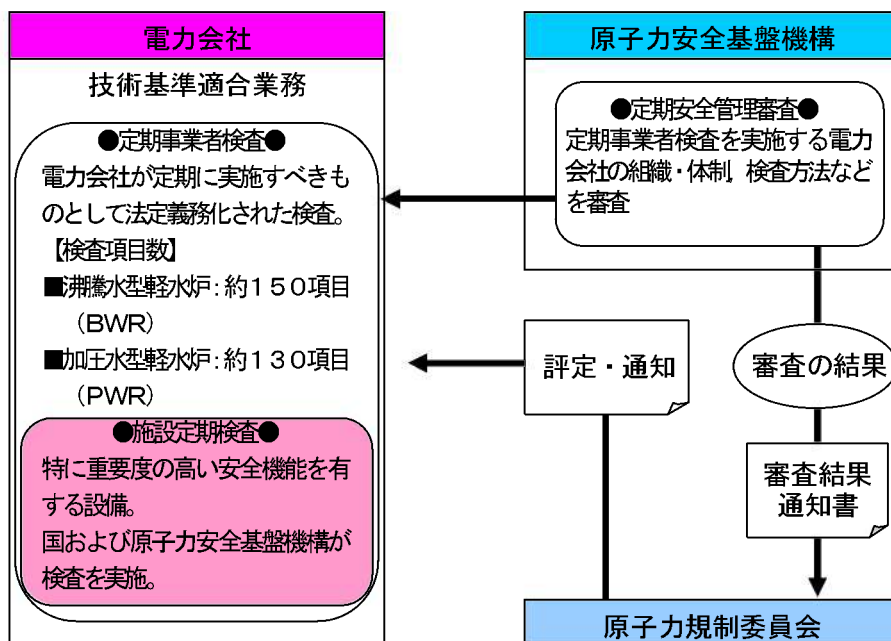 電力会社
技術基準適合業務
●定期事業者検査●
電力会社が定期に実施すべきも
のとして法定義務化された検査。
【検査項目数】
■沸騰水型軽水炉：約１５０項目
（BWR）
■加圧水型軽水炉：約１３０項目
（PWR）
●施設定期検査●
特に重要度の高い安全機能を有
する設備。
国および原子力安全基盤機構が
検査を実施。
原子力安全基盤機構
●定期安全管理審査●
定期事業者検査を実施する電力
会社の組織・体制，検査方法など
を審査
評定・通知
審査の結果
審査結果
通知書
原子力規制委員会